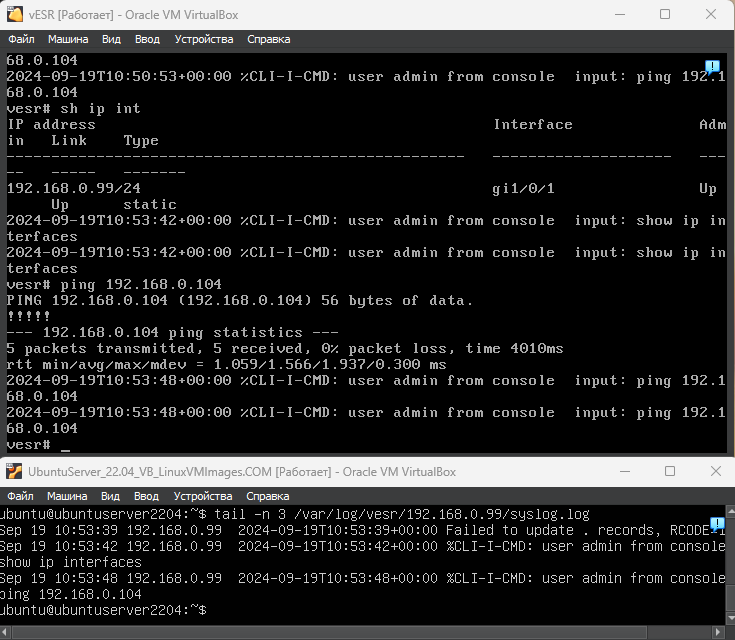 vESR [Работает] - Oracle VM VirtualBox
Файл Машина Вид Ввод Устройства Справка
68.0.104
2024-09-19T10:50:53+00:00 %CLI-I-CMD: user admin from console  input: ping 192.1
68.0.104
vesr# sh ip int
IP address Interface Adm
in Link Type
--------------------------------------------------- -------------------- ---
-- ----- -------
192.168.0.99/24 gi1/0/1 Up
Up static
2024-09-19T10:53:42+00:00 %CLI-I-CMD: user admin from console  input: show ip in
terfaces
2024-09-19T10:53:42+00:00 %CLI-I-CMD: user admin from console  input: show ip in
terfaces
vesr# ping 192.168.0.104
PING 192.168.0.104 (192.168.0.104) 56 bytes of data.
!!!!!
--- 192.168.0.104 ping statistics ---
5 packets transmitted, 5 received, 0% packet loss, time 4010ms
rtt min/avg/max/mdev = 1.059/1.566/1.937/0.300 ms
2024-09-19T10:53:48+00:00 %CLI-I-CMD: user admin from console  input: ping 192.1
68.0.104
2024-09-19T10:53:48+00:00 %CLI-I-CMD: user admin from console  input: ping 192.1
68.0.104
vesr# _
UbuntuServer_22.04_VB_LinuxVMImages.COM [Работает] - Oracle VM VirtualBox
Файл Машина Вид Ввод Устройства Справка
ubuntu@ubuntuserver2204:~$ tail -n 3 /var/log/vesr/192.168.0.99/syslog.log
Sep 19 10:53:39 192.168.0.99  2024-09-19T10:53:39+00:00 Failed to update . records, RCODE-1
Sep 19 10:53:42 192.168.0.99  2024-09-19T10:53:42+00:00 %CLI-I-CMD: user admin from console
show ip interfaces
Sep 19 10:53:48 192.168.0.99  2024-09-19T10:53:48+00:00 %CLI-I-CMD: user admin from console
ping 192.168.0.104
ubuntu@ubuntuserver2204:~$